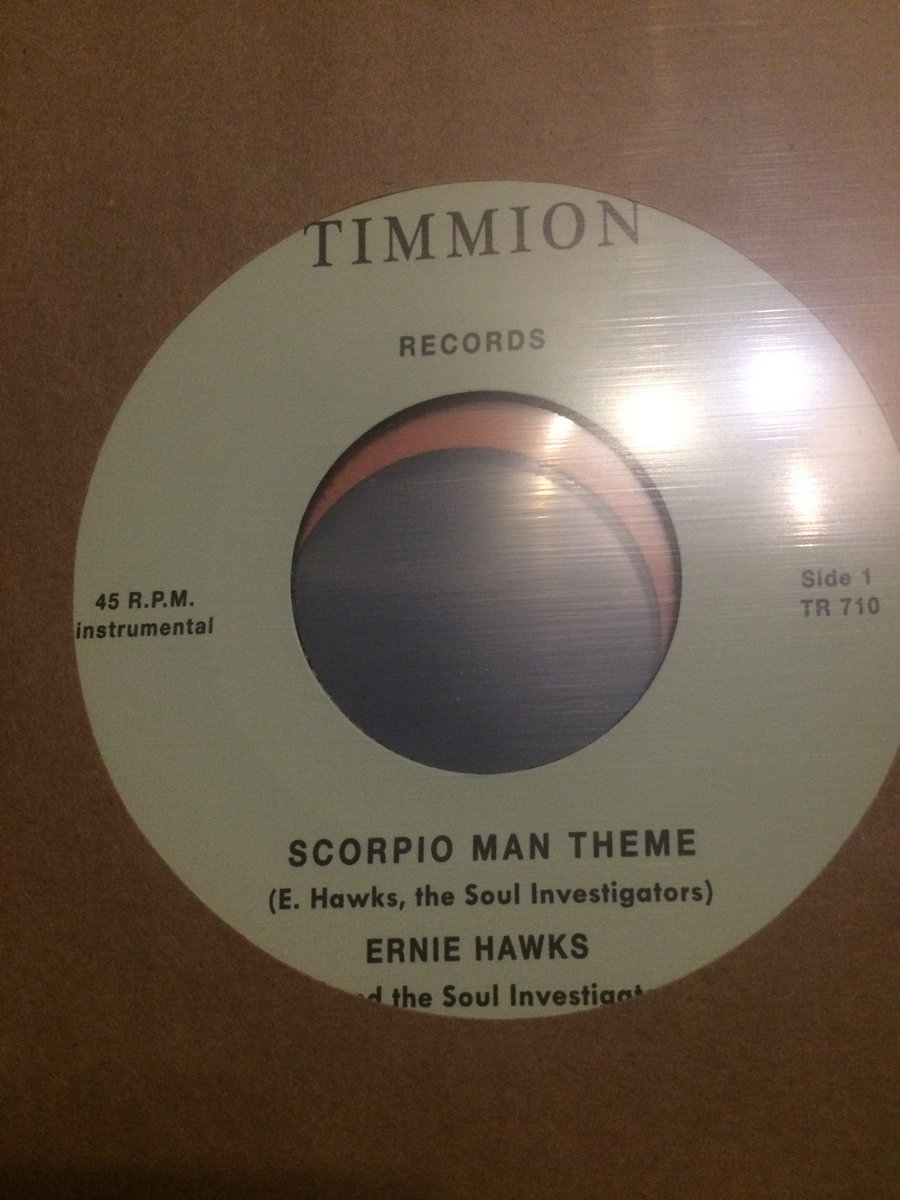 TIMMION
RECORDS
45 R.P.M.
instrumental
Side 1
TR 710
SCORPIO MAN THEME
(E. Hawks, the Soul Investigators)
ERNIE HAWKS
the Soul